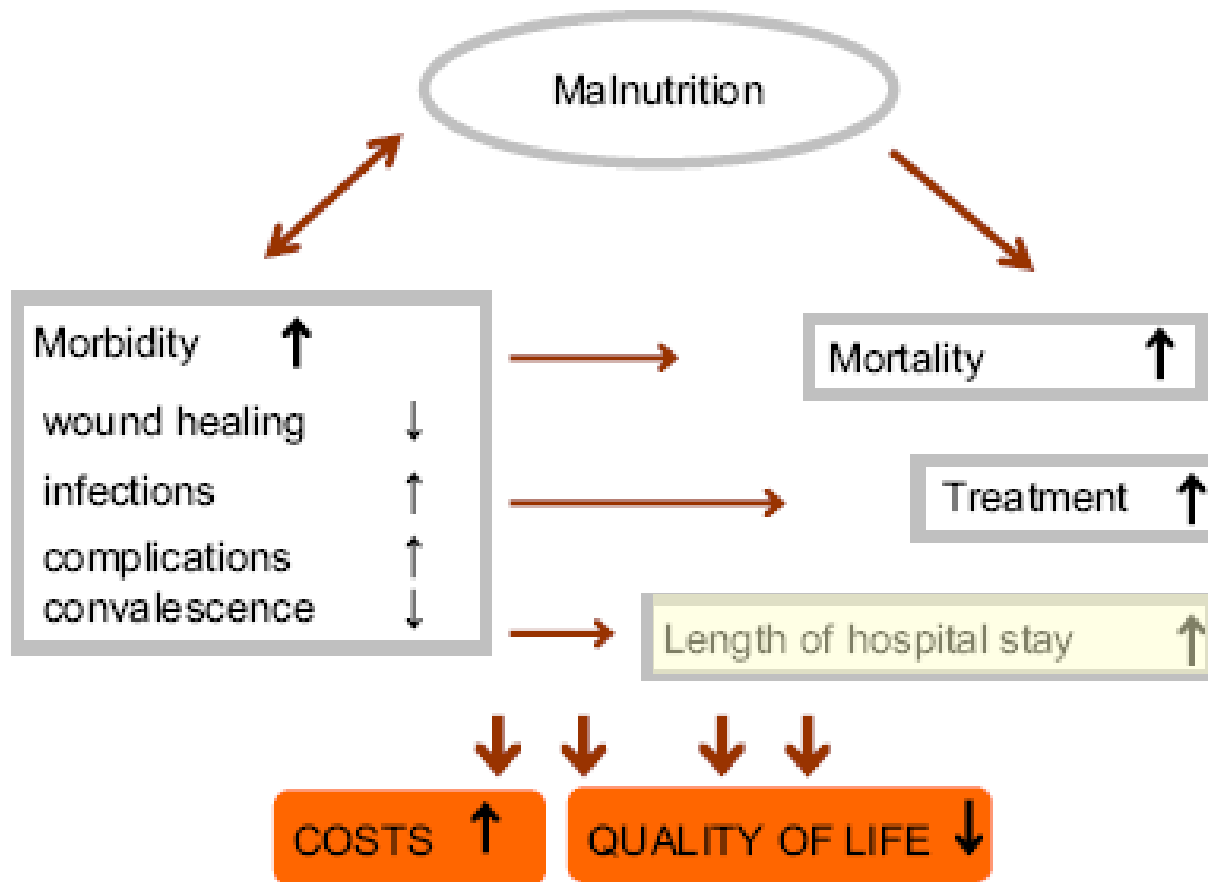 Malnutrition
Morbidity ↑
wound healing ↓
infections ↑
complications ↑
convalescence ↓
Mortality ↑
Treatment ↑
Length of hospital stay ↑
COSTS ↑
QUALITY OF LIFE ↓